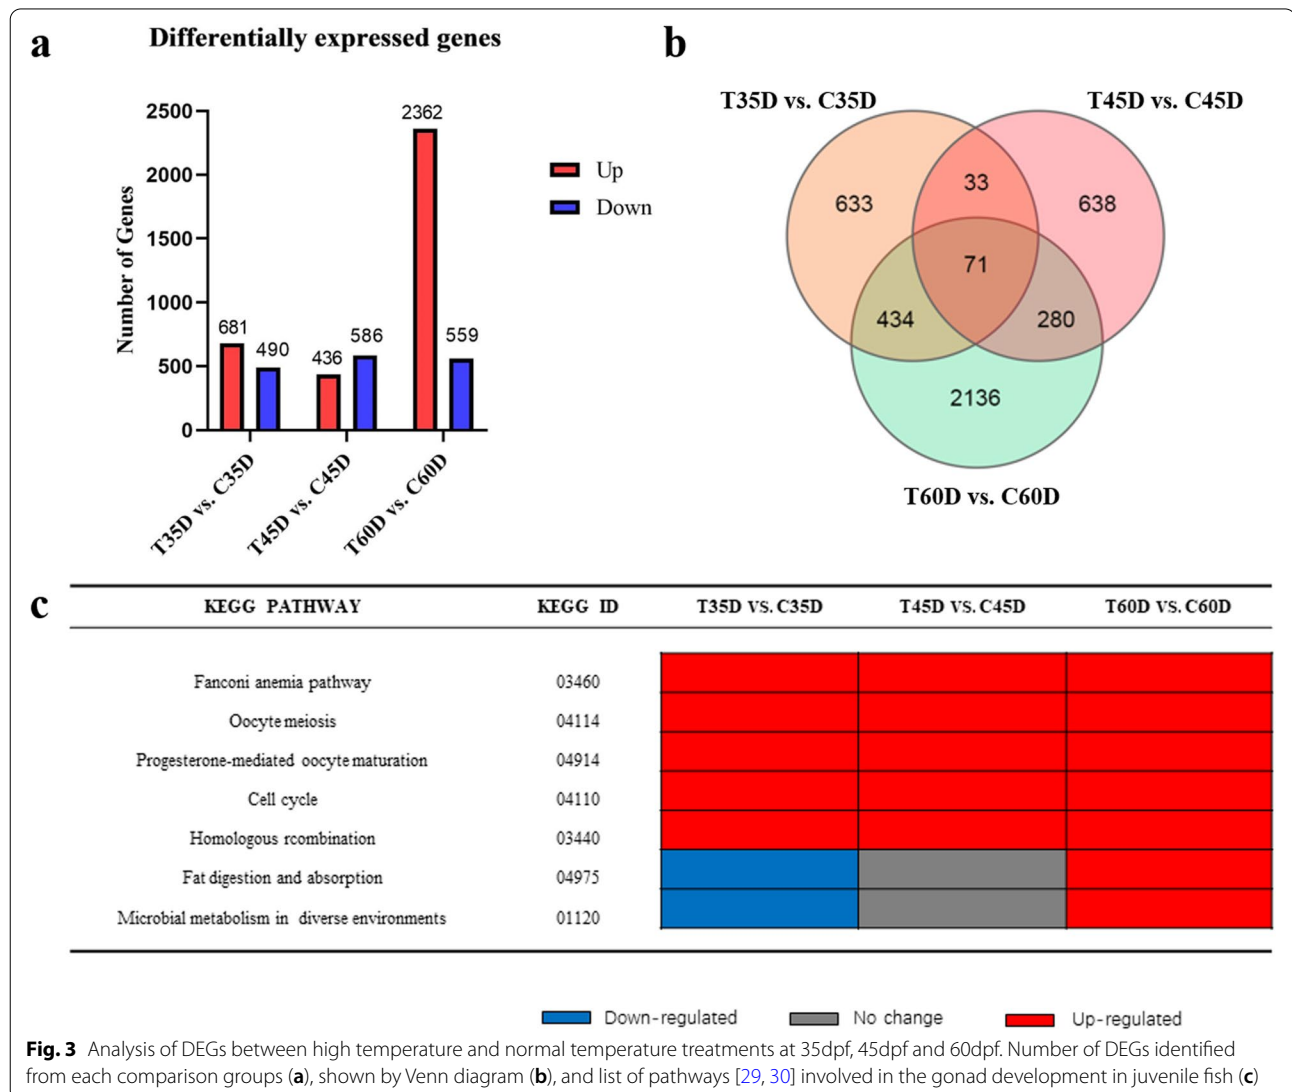 a
Differentially expressed genes
Number of Genes
2500
2000
1500
1000
500
0
681
490
436
586
2362
559
T35D vs. C35D
T45D vs. C45D
T60D vs. C60D
Up
Down
b
T35D vs. C35D
T45D vs. C45D
633
33
638
71
434
280
2136
T60D vs. C60D
c
KEGG PATHWAY KEGG ID T35D VS. C35D T45D VS. C45D T60D VS. C60D
Fanconi anemia pathway 03460
Oocyte meiosis 04114
Progesterone-mediated oocyte maturation 04914
Cell cycle 04110
Homologous rcombination 03440
Fat digestion and absorption 04975
Microbial metabolism in diverse environments 01120
Down-regulated No change Up-regulated
Fig. 3 Analysis of DEGs between high temperature and normal temperature treatments at 35dpf, 45dpf and 60dpf. Number of DEGs identified
from each comparison groups (a), shown by Venn diagram (b), and list of pathways [29, 30] involved in the gonad development in juvenile fish (c)